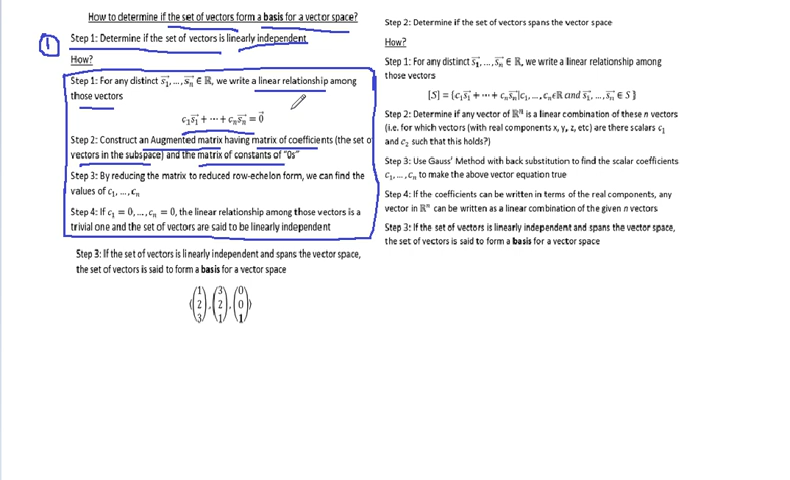 How to determine if the set of vectors form a basis for a vector space?
1
Step 1: Determine if the set of vectors is linearly independent
How?
Step 1: For any distinct s₁⃗, ..., sₙ⃗ ∈ ℝ, we write a linear relationship among
those vectors
c₁s₁⃗ + ⋯ + cₙsₙ⃗ = 0⃗
Step 2: Construct an Augmented matrix having matrix of coefficients (the set o
vectors in the subspace) and the matrix of constants of "0s"
Step 3: By reducing the matrix to reduced row-echelon form, we can find the
values of c₁, ..., cₙ
Step 4: If c₁ = 0, ..., cₙ = 0, the linear relationship among those vectors is a
trivial one and the set of vectors are said to be linearly independent
Step 3: If the set of vectors is linearly independent and spans the vector space,
the set of vectors is said to form a basis for a vector space
⟨(1 2 3), (3 2 1), (0 0 1)⟩
Step 2: Determine if the set of vectors spans the vector space
How?
Step 1: For any distinct s₁⃗, ..., sₙ⃗ ∈ ℝ, we write a linear relationship among
those vectors
[S] = {c₁s₁⃗ + ⋯ + cₙsₙ⃗|c₁, ..., cₙεℝ and s₁⃗, ..., sₙ⃗ ∈ S }
Step 2: Determine if any vector of ℝⁿ is a linear combination of these n vectors
(i.e. for which vectors (with real components x, y, z, etc) are there scalars c₁
and c₂ such that this holds?)
Step 3: Use Gauss' Method with back substitution to find the scalar coefficients
c₁, ..., cₙ to make the above vector equation true
Step 4: If the coefficients can be written in terms of the real components, any
vector in ℝⁿ can be written as a linear combination of the given n vectors
Step 3: If the set of vectors is linearly independent and spans the vector space,
the set of vectors is said to form a basis for a vector space